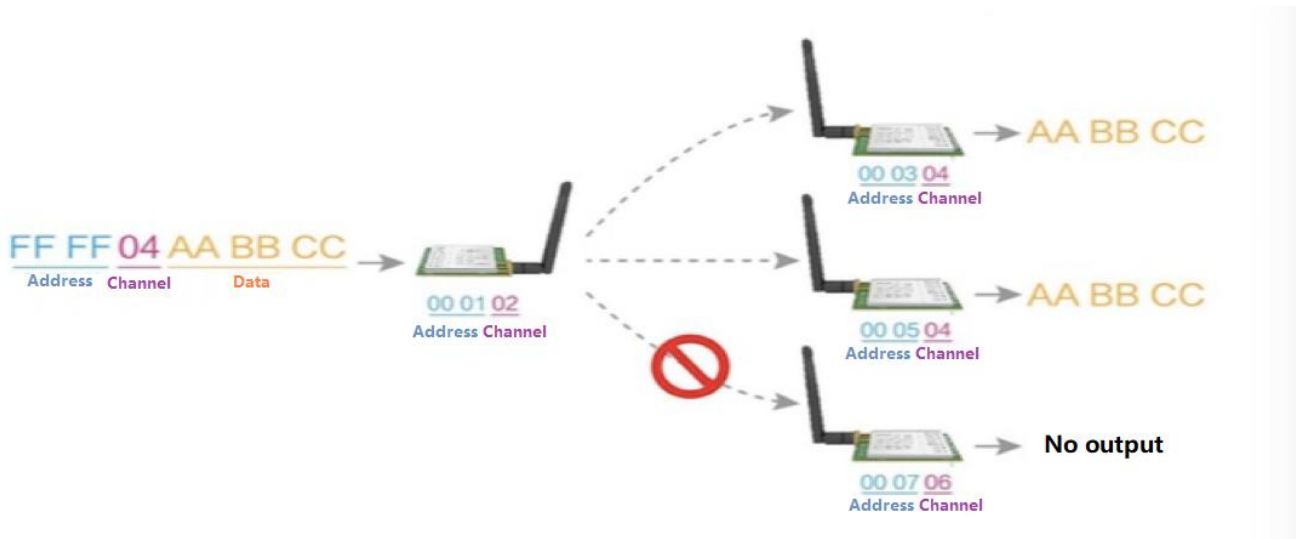 FF FF 04 AA BB CC
Address Channel Data
00 01 02
Address Channel
AA BB CC
00 03 04
Address Channel
AA BB CC
00 05 04
Address Channel
No output
00 07 06
Address Channel